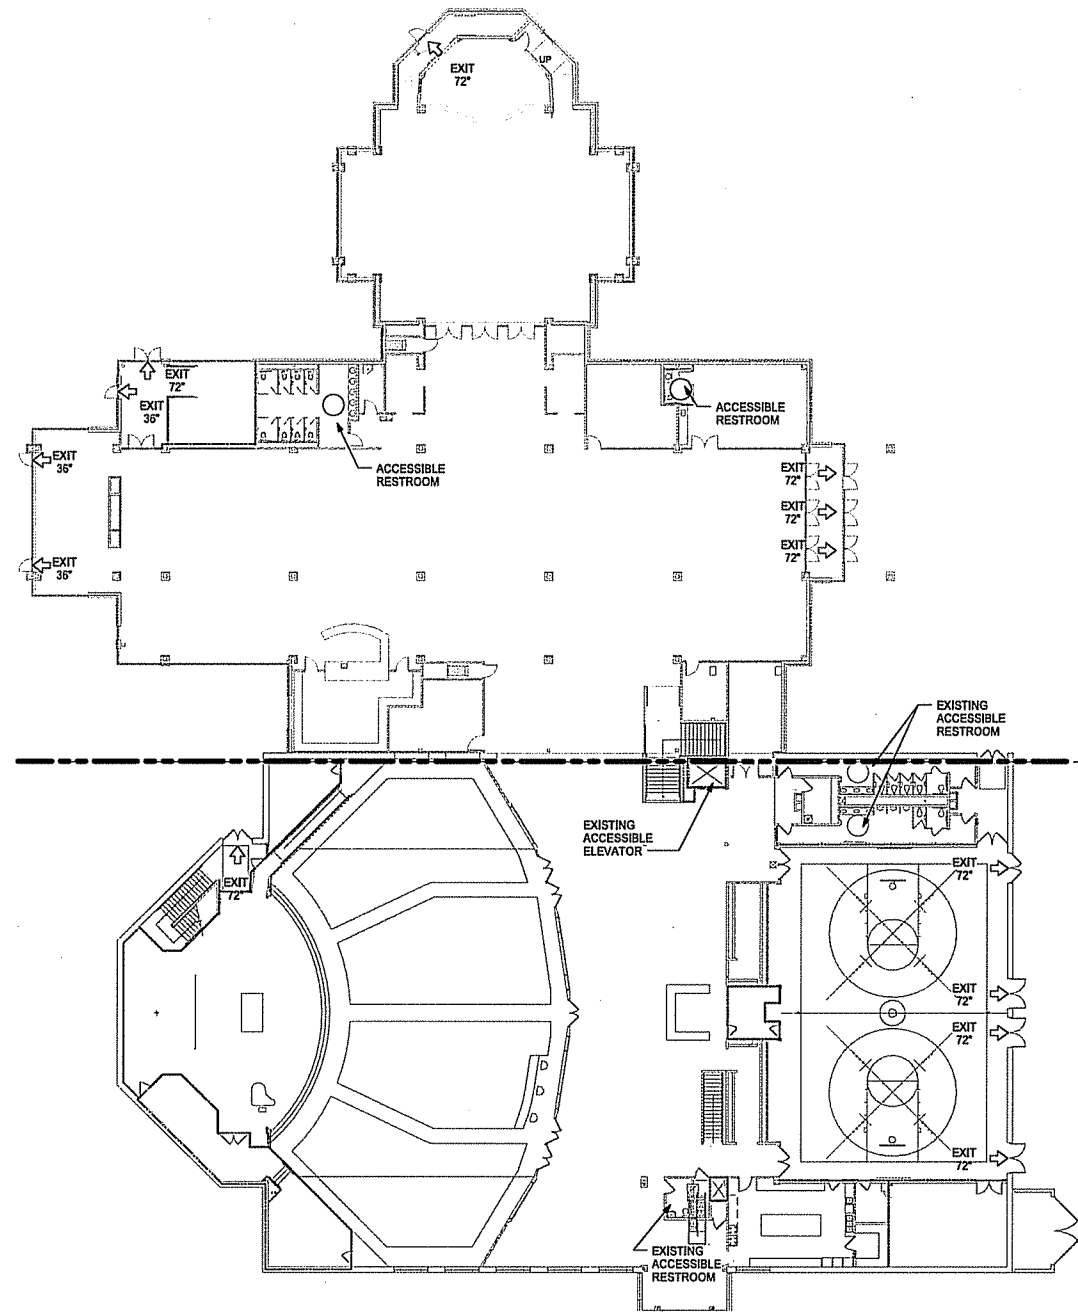 UP
EXIT
72"
EXIT
72"
EXIT
36"
ACCESSIBLE
RESTROOM
EXIT
36"
ACCESSIBLE
RESTROOM
EXIT
72"
EXIT
72"
EXIT
72"
EXIT
36"
EXISTING
ACCESSIBLE
RESTROOM
EXISTING
ACCESSIBLE
ELEVATOR
EXIT
72"
EXIT
72"
EXIT
72"
EXIT
72"
EXIT
72"
EXISTING
ACCESSIBLE
RESTROOM